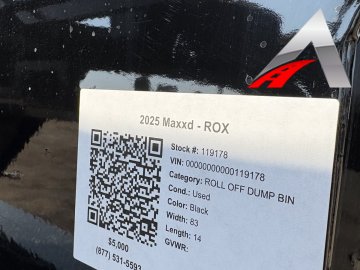 2025 Maxxd - ROX
Stock #: 119178
VIN: 00000000000119178
Category: ROLL OFF DUMP BIN
Cond.: Used
Color: Black
Width: 83
Length: 14
GVWR:
$5,000
(877) 531-5593